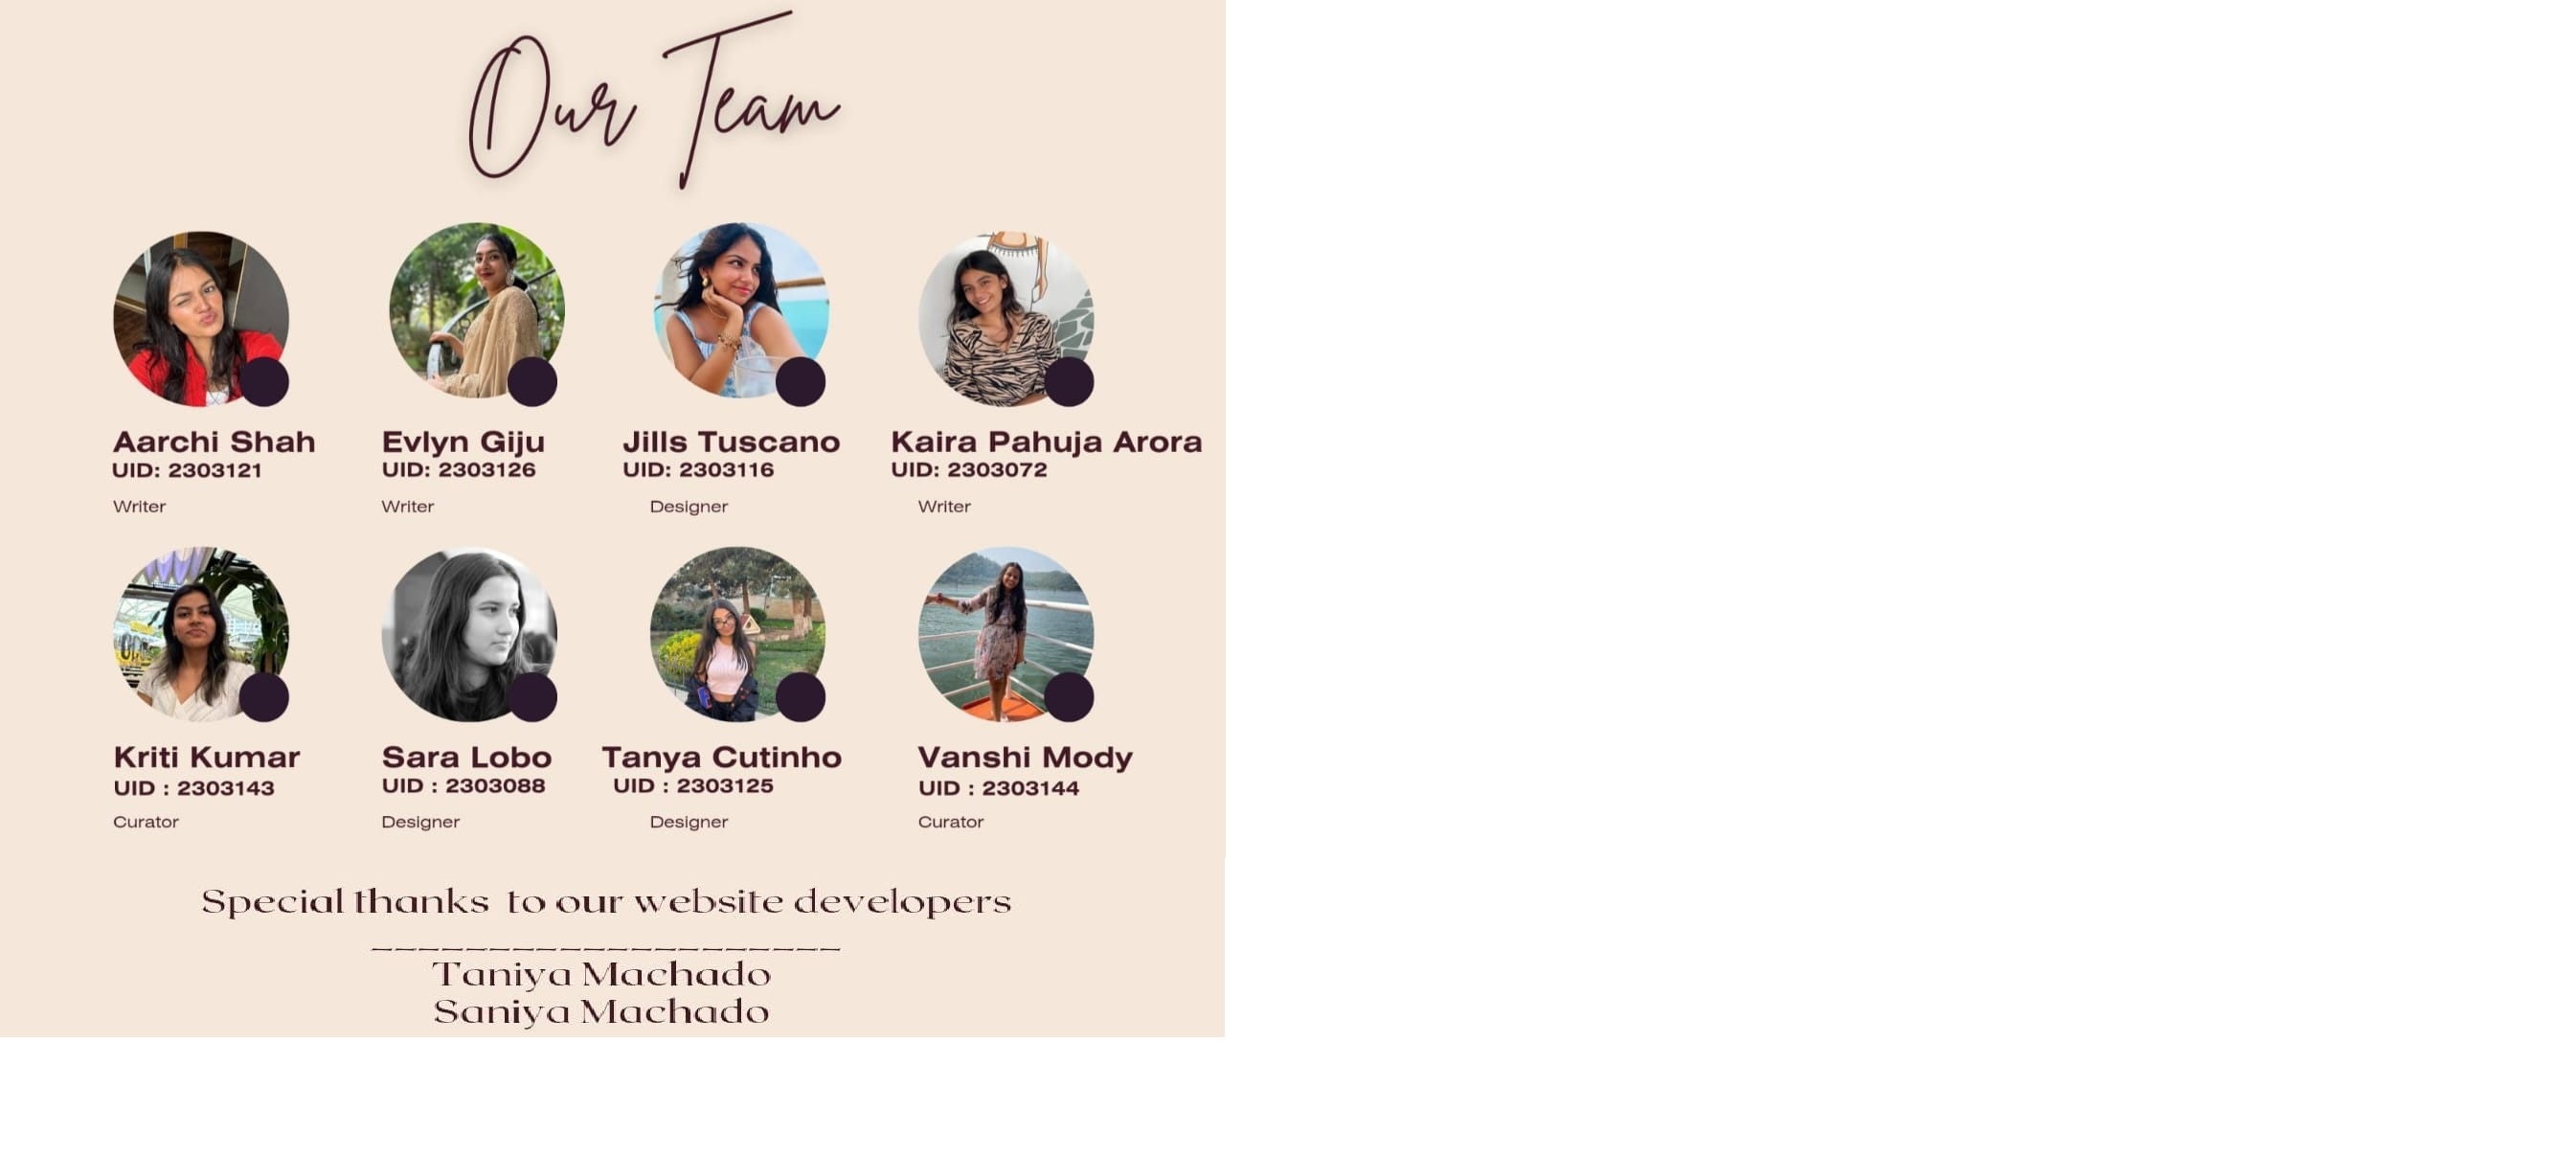 Our Team
Aarchi Shah
UID: 2303121
Writer
Evlyn Giju
UID: 2303126
Writer
Jills Tuscano
UID: 2303116
Designer
Kaira Pahuja Arora
UID: 2303072
Writer
Kriti Kumar
UID : 2303143
Curator
Sara Lobo
UID : 2303088
Designer
Tanya Cutinho
UID : 2303125
Designer
Vanshi Mody
UID : 2303144
Curator
Special thanks to our website developers
____________________
Taniya Machado
Saniya Machado